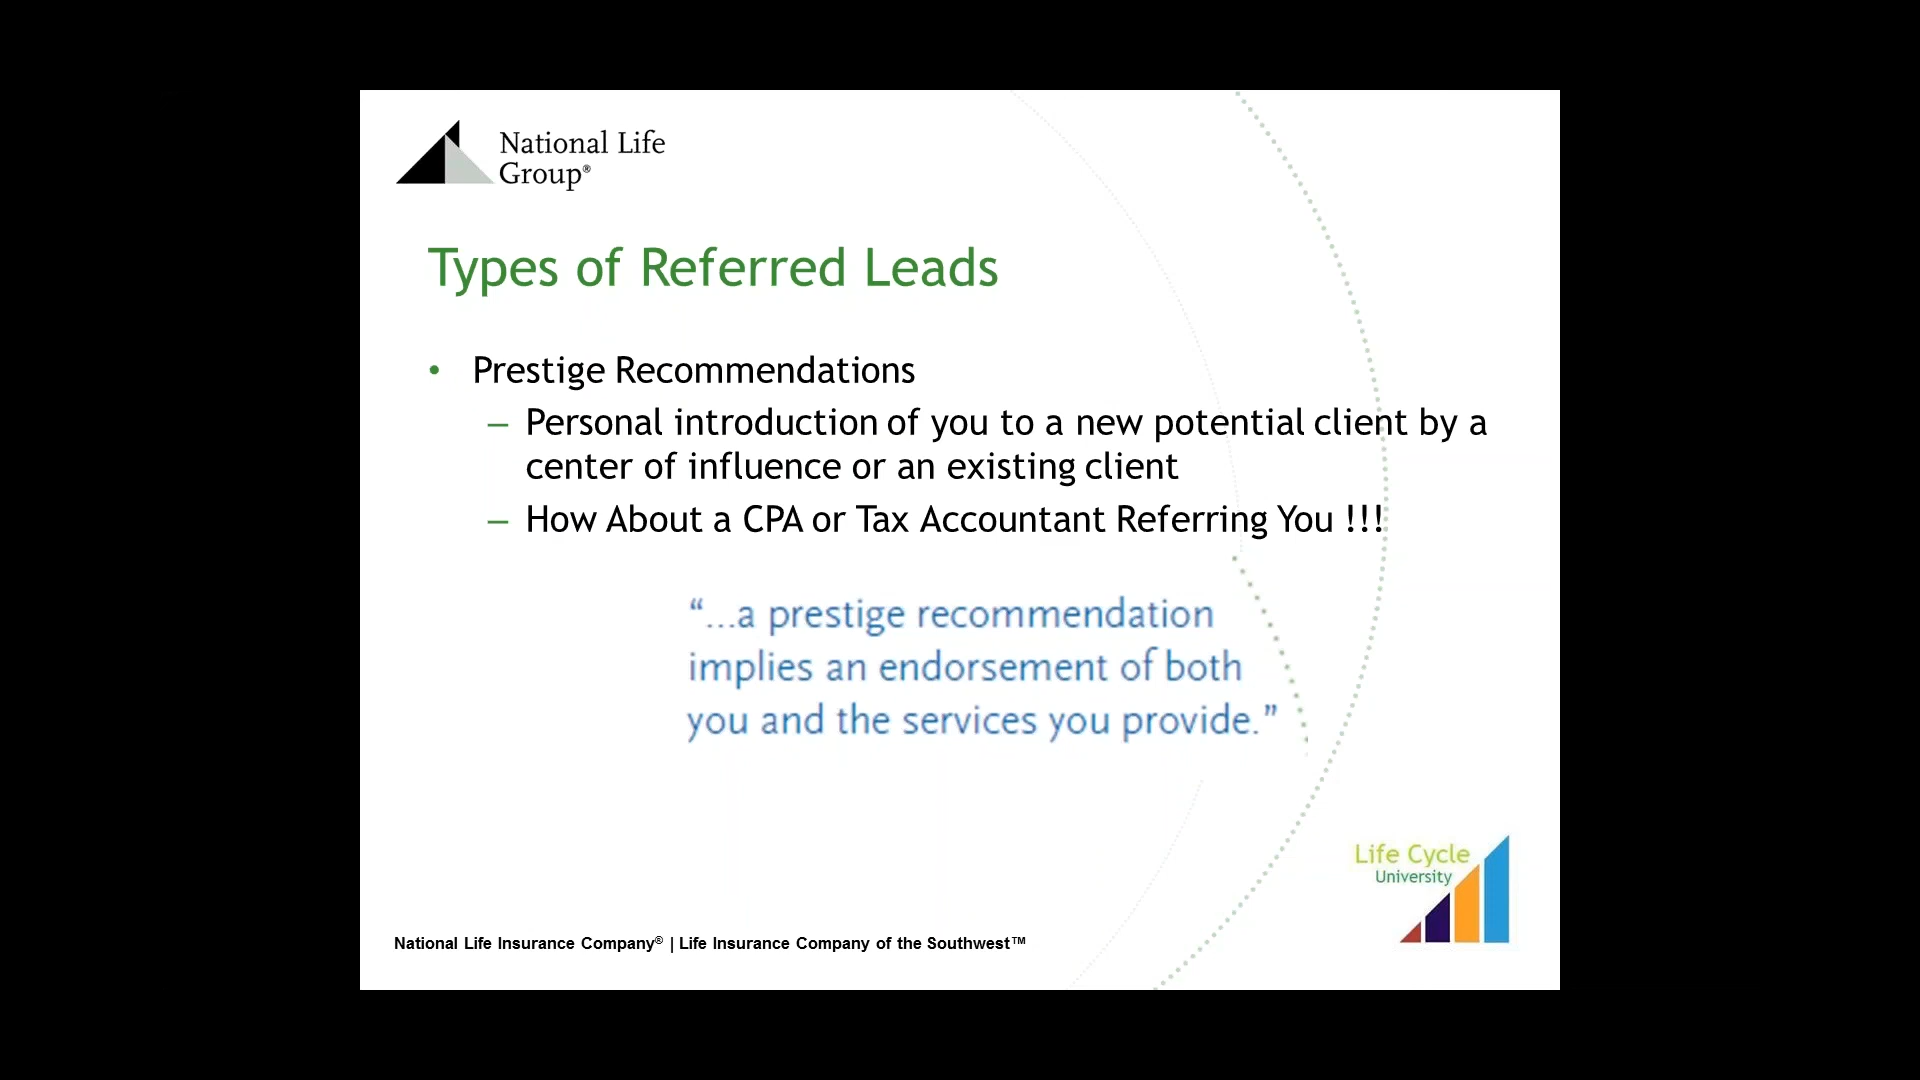 National Life
Group®
Types of Referred Leads
• Prestige Recommendations
– Personal introduction of you to a new potential client by a
center of influence or an existing client
– How About a CPA or Tax Accountant Referring You !!!
“...a prestige recommendation
implies an endorsement of both
you and the services you provide.”
Life Cycle
University
National Life Insurance Company® | Life Insurance Company of the Southwest™